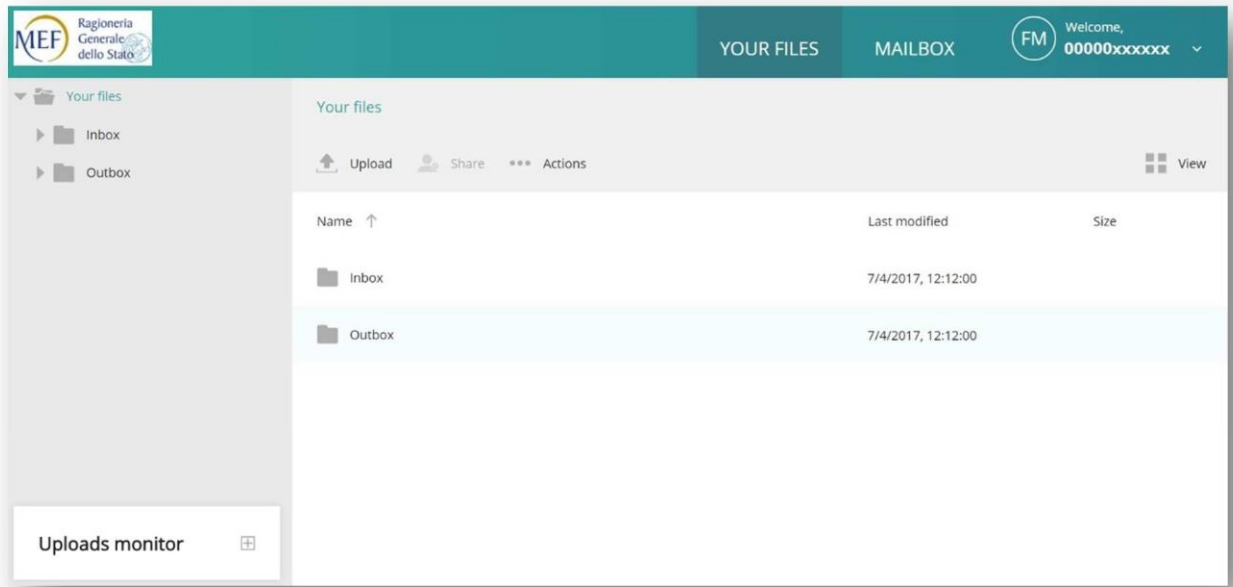 MEF
Ragioneria
Generale
dello Stato
YOUR FILES
MAILBOX
FM
Welcome,
00000xxxxxx
Your files
Inbox
Outbox
Your files
Upload
Share
Actions
View
Name
Last modified
Size
Inbox
7/4/2017, 12:12:00
Outbox
7/4/2017, 12:12:00
Uploads monitor